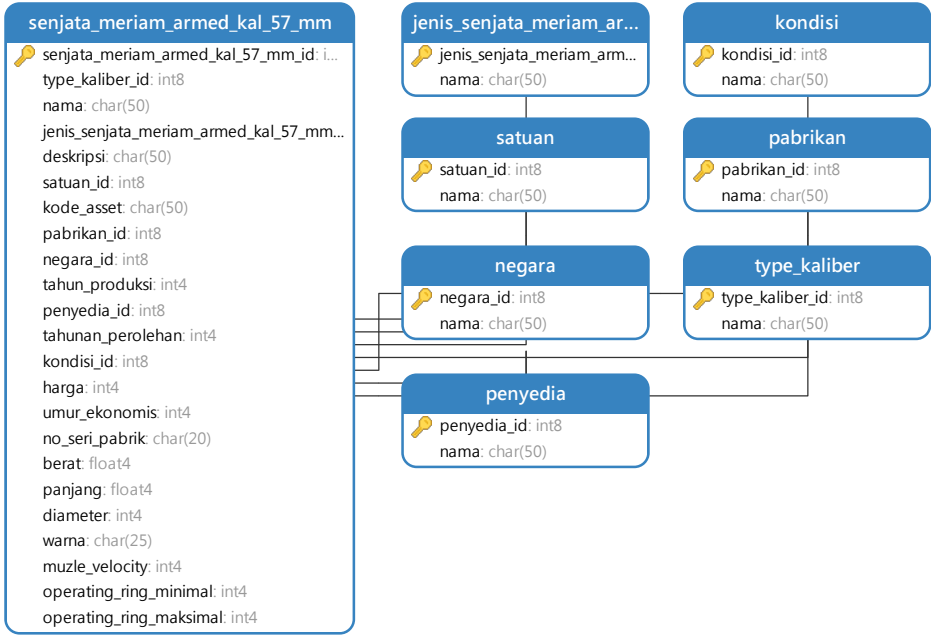 senjata_meriam_armed_kal_57_mm
senjata_meriam_armed_kal_57_mm_id: i...
type_kaliber_id: int8
nama: char(50)
jenis_senjata_meriam_armed_kal_57_mm...
deskripsi: char(50)
satuan_id: int8
kode_asset: char(50)
pabrikan_id: int8
negara_id: int8
tahun_produksi: int4
penyedia_id: int8
tahunan_perolehan: int4
kondisi_id: int8
harga: int4
umur_ekonomis: int4
no_seri_pabrik: char(20)
berat: float4
panjang: float4
diameter: int4
warna: char(25)
muzle_velocity: int4
operating_ring_minimal: int4
operating_ring_maksimal: int4
jenis_senjata_meriam_ar...
jenis_senjata_meriam_arm...
nama: char(50)
kondisi
kondisi_id: int8
nama: char(50)
satuan
satuan_id: int8
nama: char(50)
pabrikan
pabrikan_id: int8
nama: char(50)
negara
negara_id: int8
nama: char(50)
type_kaliber
type_kaliber_id: int8
nama: char(50)
penyedia
penyedia_id: int8
nama: char(50)